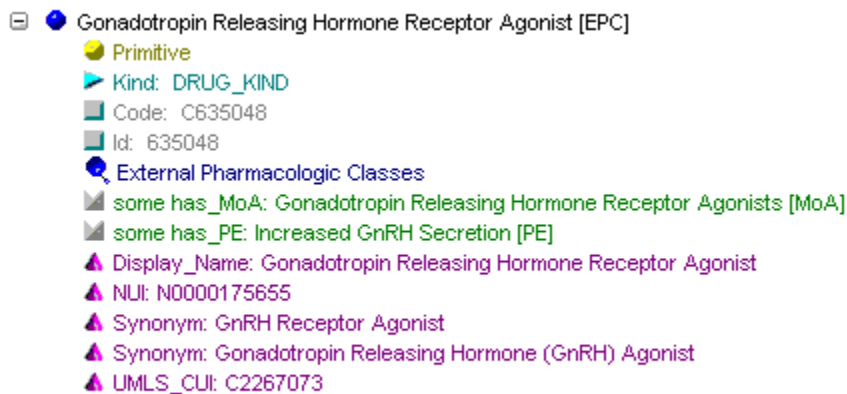 Gonadotropin Releasing Hormone Receptor Agonist [EPC]
Primitive
Kind: DRUG_KIND
Code: C635048
Id: 635048
External Pharmacologic Classes
some has_MoA: Gonadotropin Releasing Hormone Receptor Agonists [MoA]
some has_PE: Increased GnRH Secretion [PE]
Display_Name: Gonadotropin Releasing Hormone Receptor Agonist
NUI: N0000175655
Synonym: GnRH Receptor Agonist
Synonym: Gonadotropin Releasing Hormone (GnRH) Agonist
UMLS_CUI: C2267073